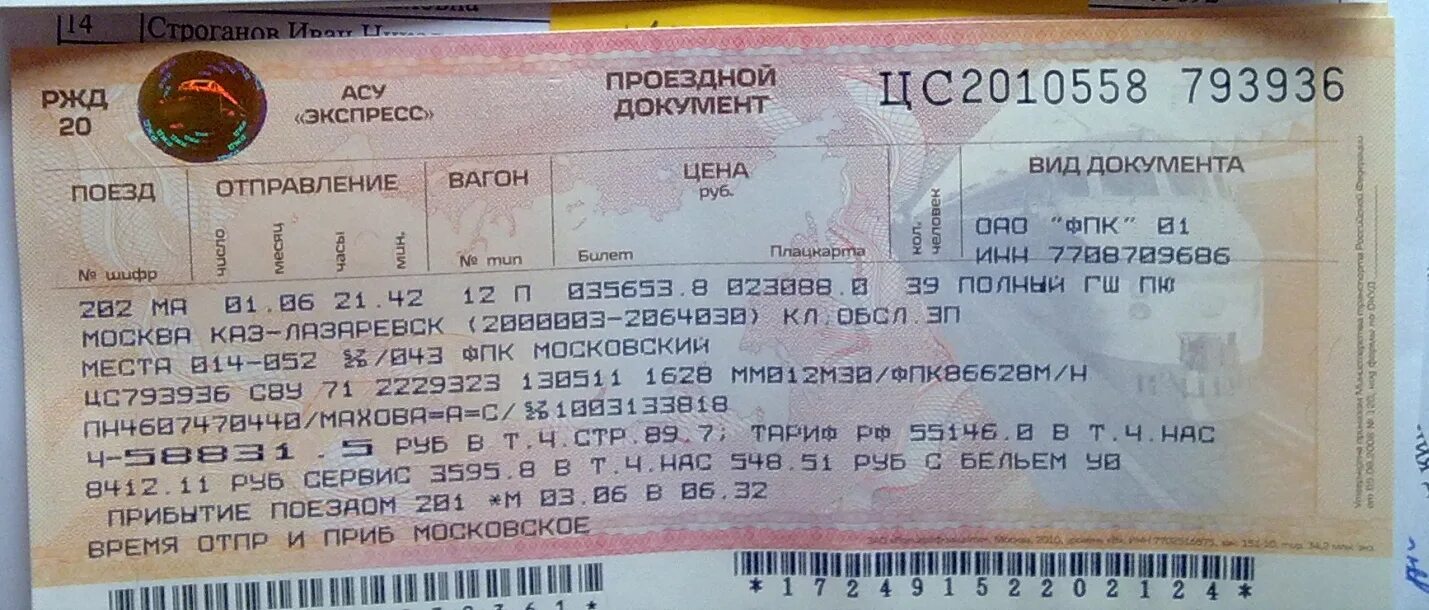 14 Строганов Иван
РЖД 20
АСУ «ЭКСПРЕСС»
ПРОЕЗДНОЙ ДОКУМЕНТ
ЦС2010558 793936
ПОЕЗД ОТПРАВЛЕНИЕ ВАГОН ЦЕНА руб. кол. человек ВИД ДОКУМЕНТА
№ шифр число месяц часы мин. № тип Билет Плацкарта
ОАО "ФПК" 01
ИНН 7708709686
202 МА 01.06 21.42 12 П 035653.8 023088.0 39 ПОЛНЫЙ ГШ ПЮ
МОСКВА КАЗ-ЛАЗАРЕВСК (2000003-2064030) КЛ.ОБСЛ.3П
МЕСТА 014-052 /043 ФПК МОСКОВСКИЙ
ЦС793936 СВУ 71 2229323 130511 1628 ММ012М30/ФПК86628М/Н
ПН4607470440/МАХОВА=А=С/ 1003133818
Ч-58831.5 РУБ В Т.Ч.СТР.89.7; ТАРИФ РФ 55146.0 В Т.Ч.НАС
8412.11 РУБ СЕРВИС 3595.8 В Т.Ч.НАС 548.51 РУБ С БЕЛЬЕМ У0
ПРИБЫТИЕ ПОЕЗДОМ 201 *М 03.06 В 06.32
ВРЕМЯ ОТПР И ПРИБ МОСКОВСКОЕ
*17249152202124*